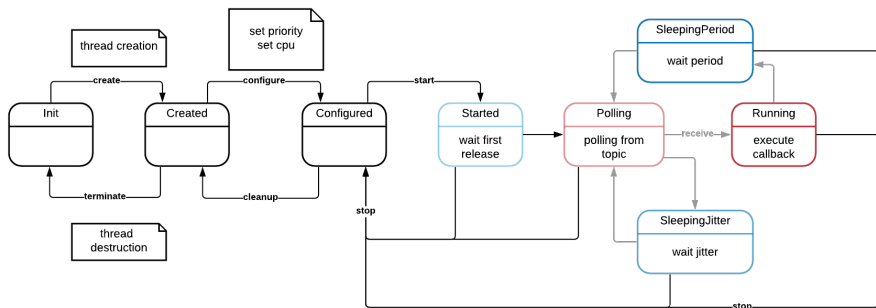 thread creation
set priority
set cpu
SleepingPeriod
wait period
create
configure
start
Init
Created
Configured
Started
wait first
release
Polling
polling from
topic
receive
Running
execute
callback
terminate
cleanup
stop
SleepingJitter
wait jitter
thread
destruction
stop